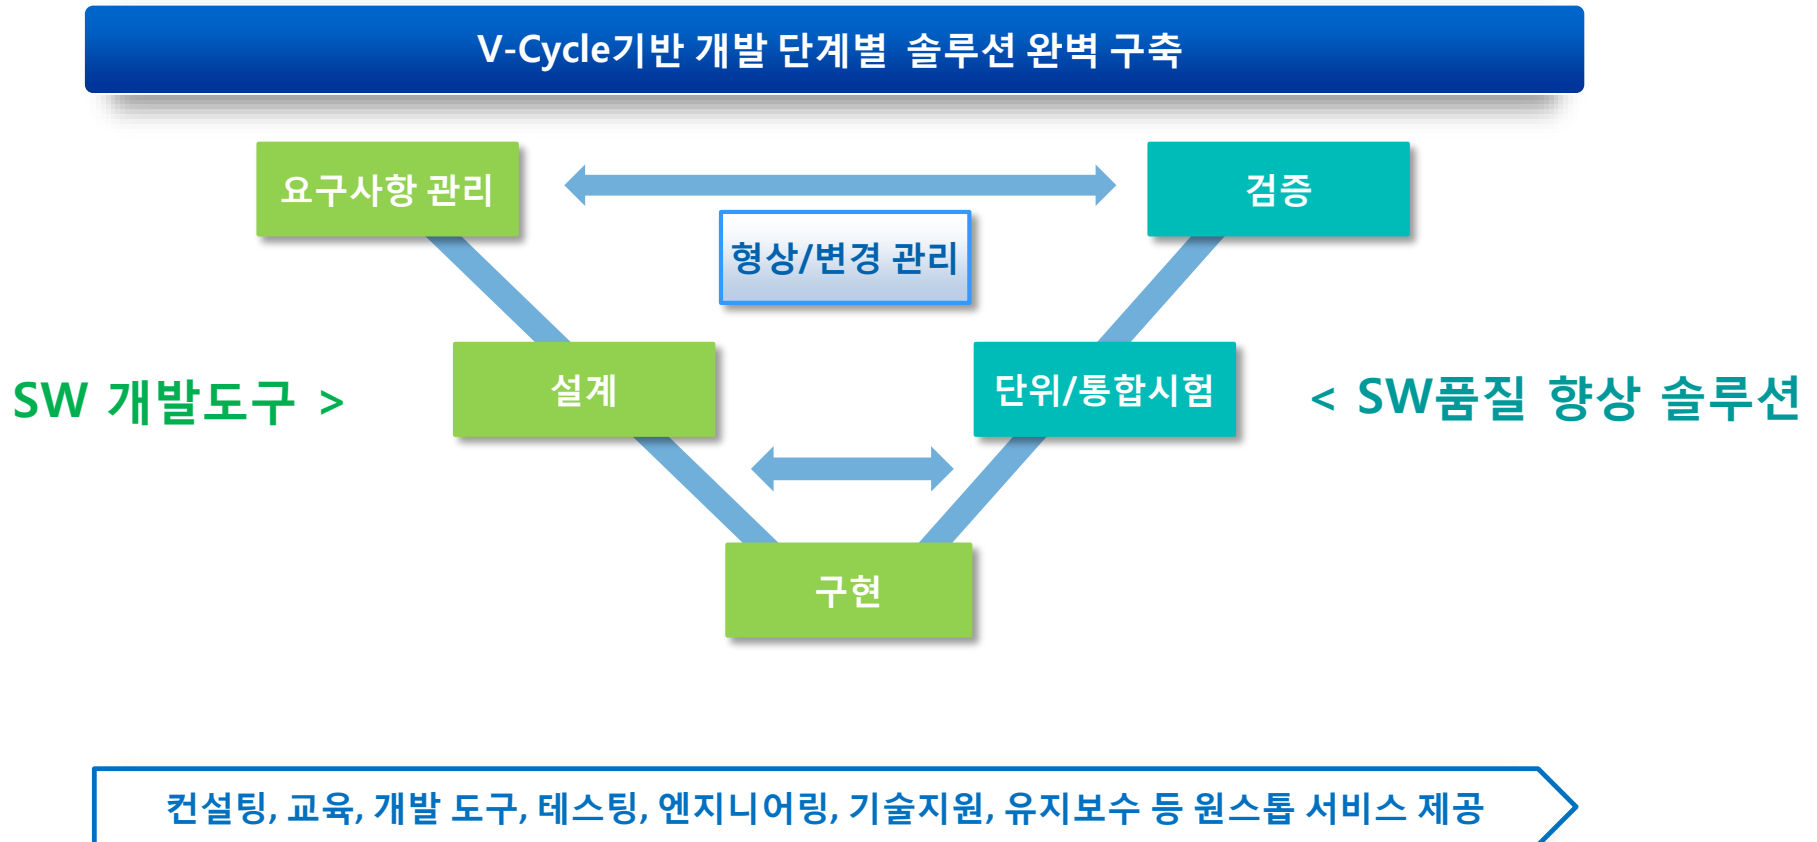 V-Cycle기반 개발 단계별 솔루션 완벽 구축
요구사항 관리
검증
형상/변경 관리
SW 개발도구 >
설계
단위/통합시험
< SW품질 향상 솔루션
구현
컨설팅, 교육, 개발 도구, 테스팅, 엔지니어링, 기술지원, 유지보수 등 원스톱 서비스 제공